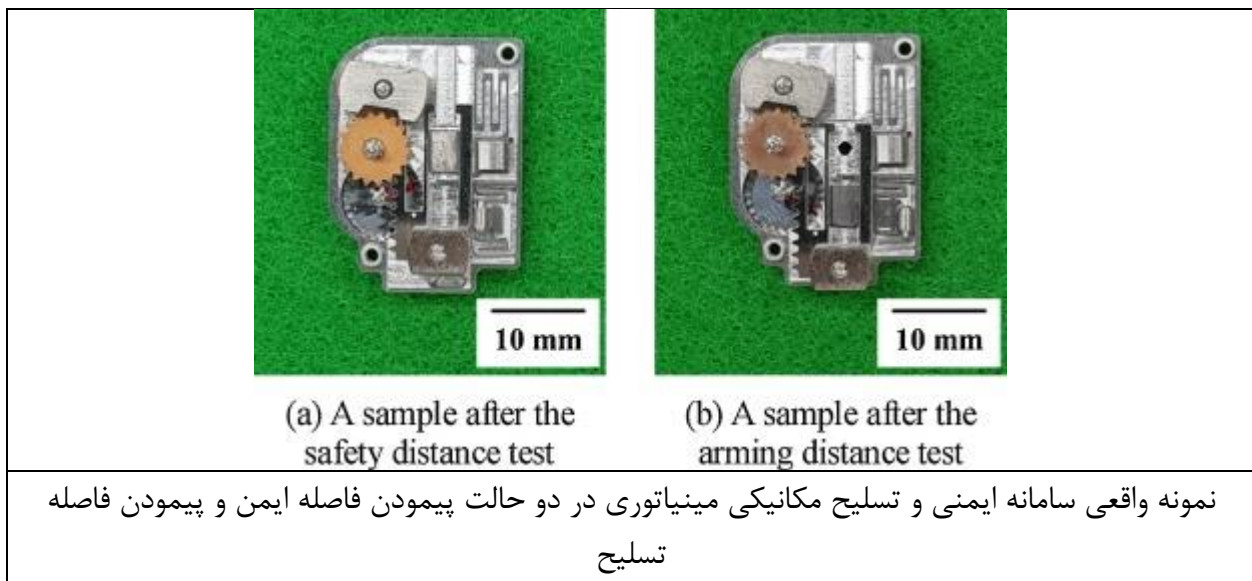 10 mm
10 mm
(a) A sample after the
safety distance test
(b) A sample after the
arming distance test
نمونه واقعی سامانه ایمنی و تسلیح مکانیکی مینیاتوری در دو حالت پیمودن فاصله ایمن و پیمودن فاصله
تسلیح